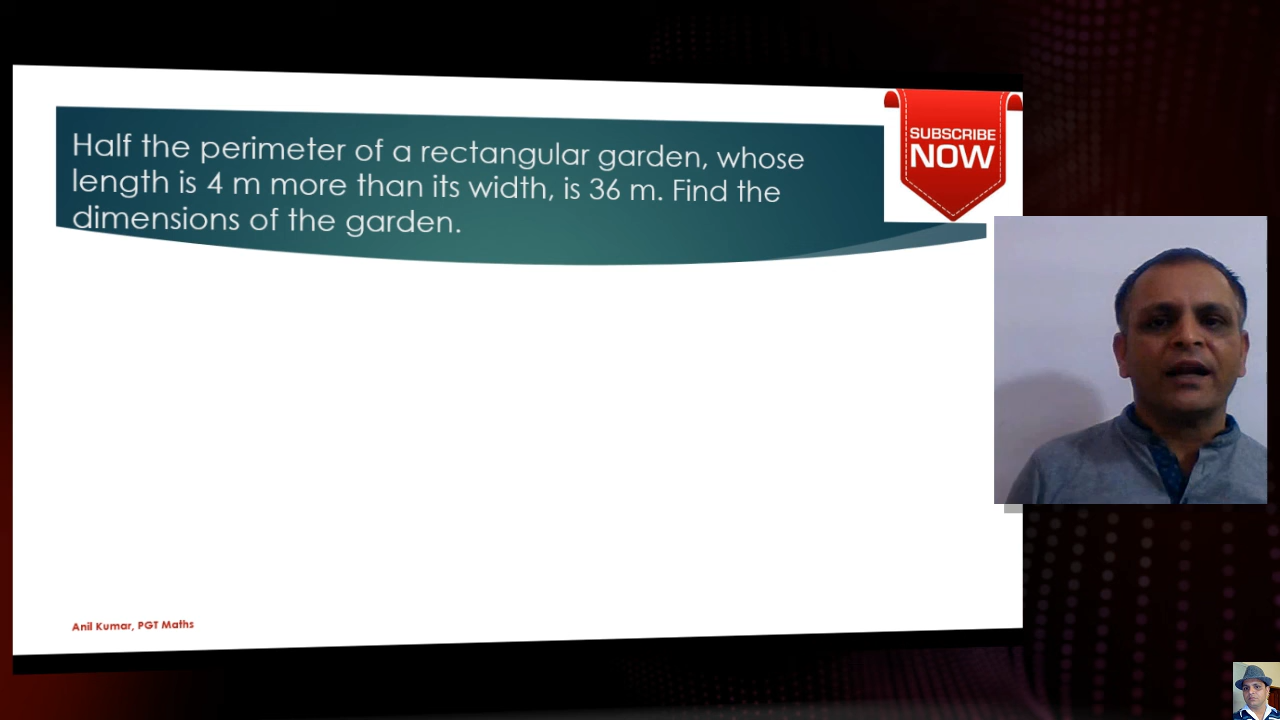 Half the perimeter of a rectangular garden, whose
length is 4 m more than its width, is 36 m. Find the
dimensions of the garden.
SUBSCRIBE
NOW
Anil Kumar, PGT Maths